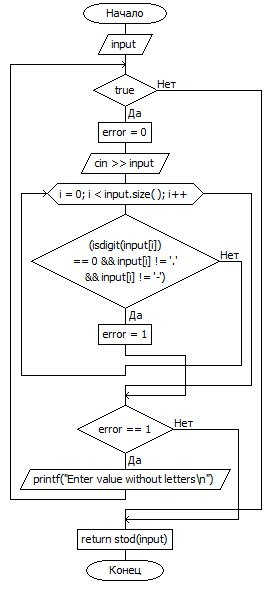 Начало
input
true
Нет
Да
error = 0
cin >> input
i = 0; i < input.size( ); i++
(isdigit(input[i])
== 0 && input[i] != '.'
&& input[i] != '-')
Нет
Да
error = 1
error == 1
Нет
Да
printf("Enter value without letters\n")
return stod(input)
Конец